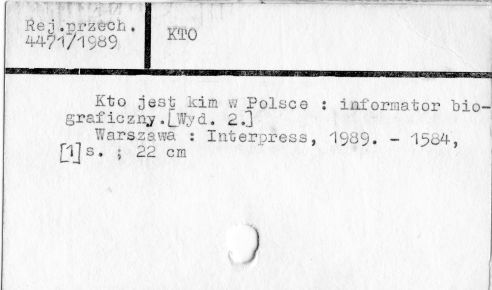 Rej.przech.
4471/1989
KTO
Kto jest kim w Polsce : informator bio-
graficzny.[Wyd. 2.]
Warszawa : Interpress, 1989. - 1584,
[1]s. ; 22 cm